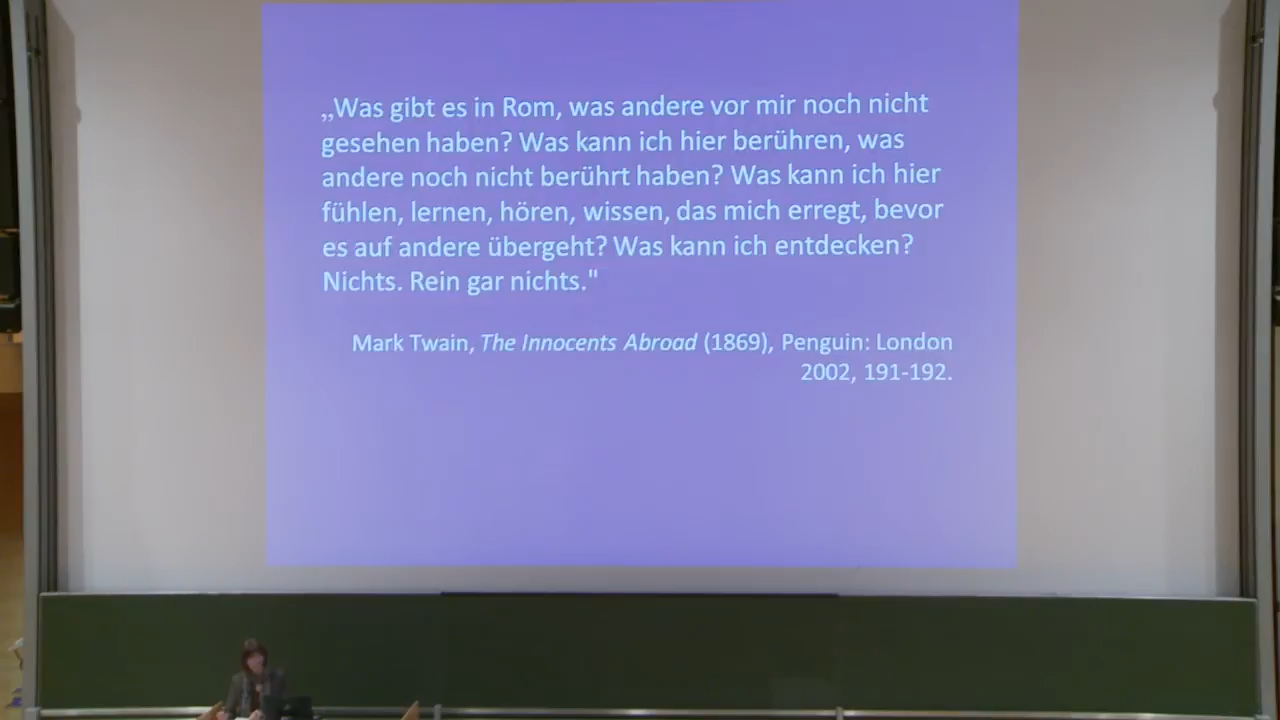 „Was gibt es in Rom, was andere vor mir noch nicht
gesehen haben? Was kann ich hier berühren, was
andere noch nicht berührt haben? Was kann ich hier
fühlen, lernen, hören, wissen, das mich erregt, bevor
es auf andere übergeht? Was kann ich entdecken?
Nichts. Rein gar nichts."
Mark Twain, The Innocents Abroad (1869), Penguin: London
2002, 191-192.